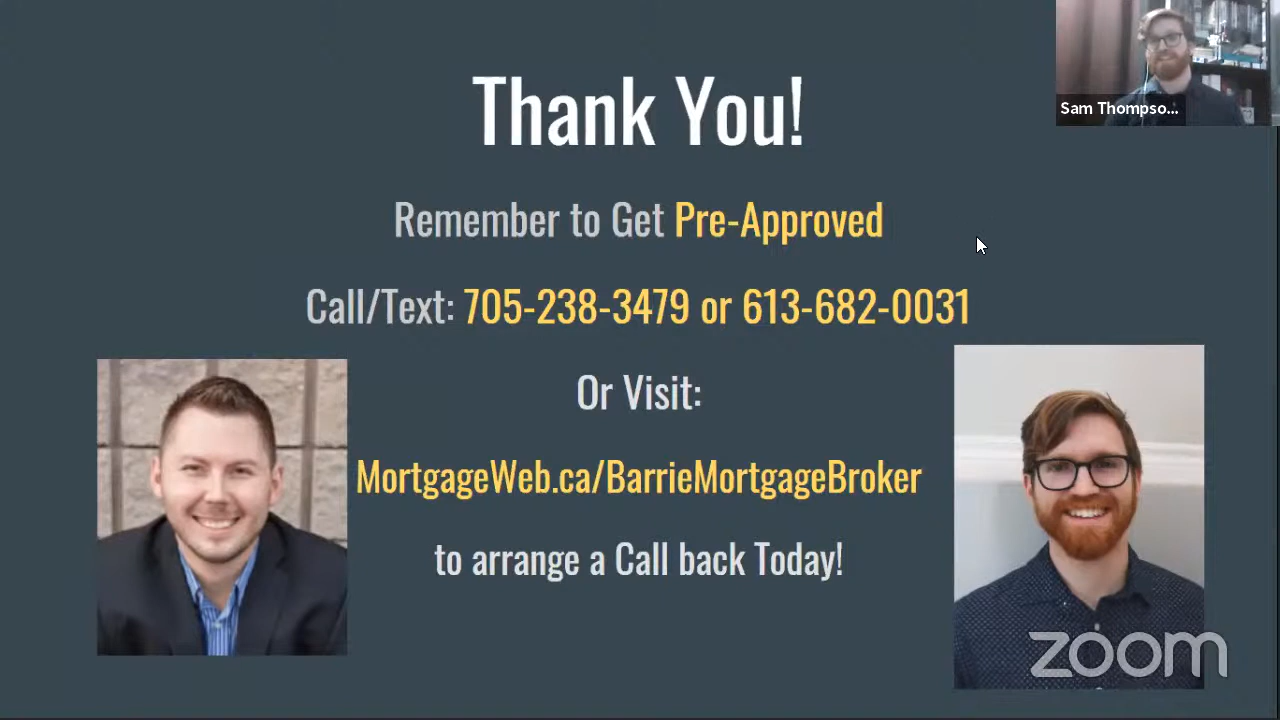 Sam Thompso...
Thank You!
Remember to Get Pre-Approved
Call/Text: 705-238-3479 or 613-682-0031
Or Visit:
MortgageWeb.ca/BarrieMortgageBroker
to arrange a Call back Today!
zoom